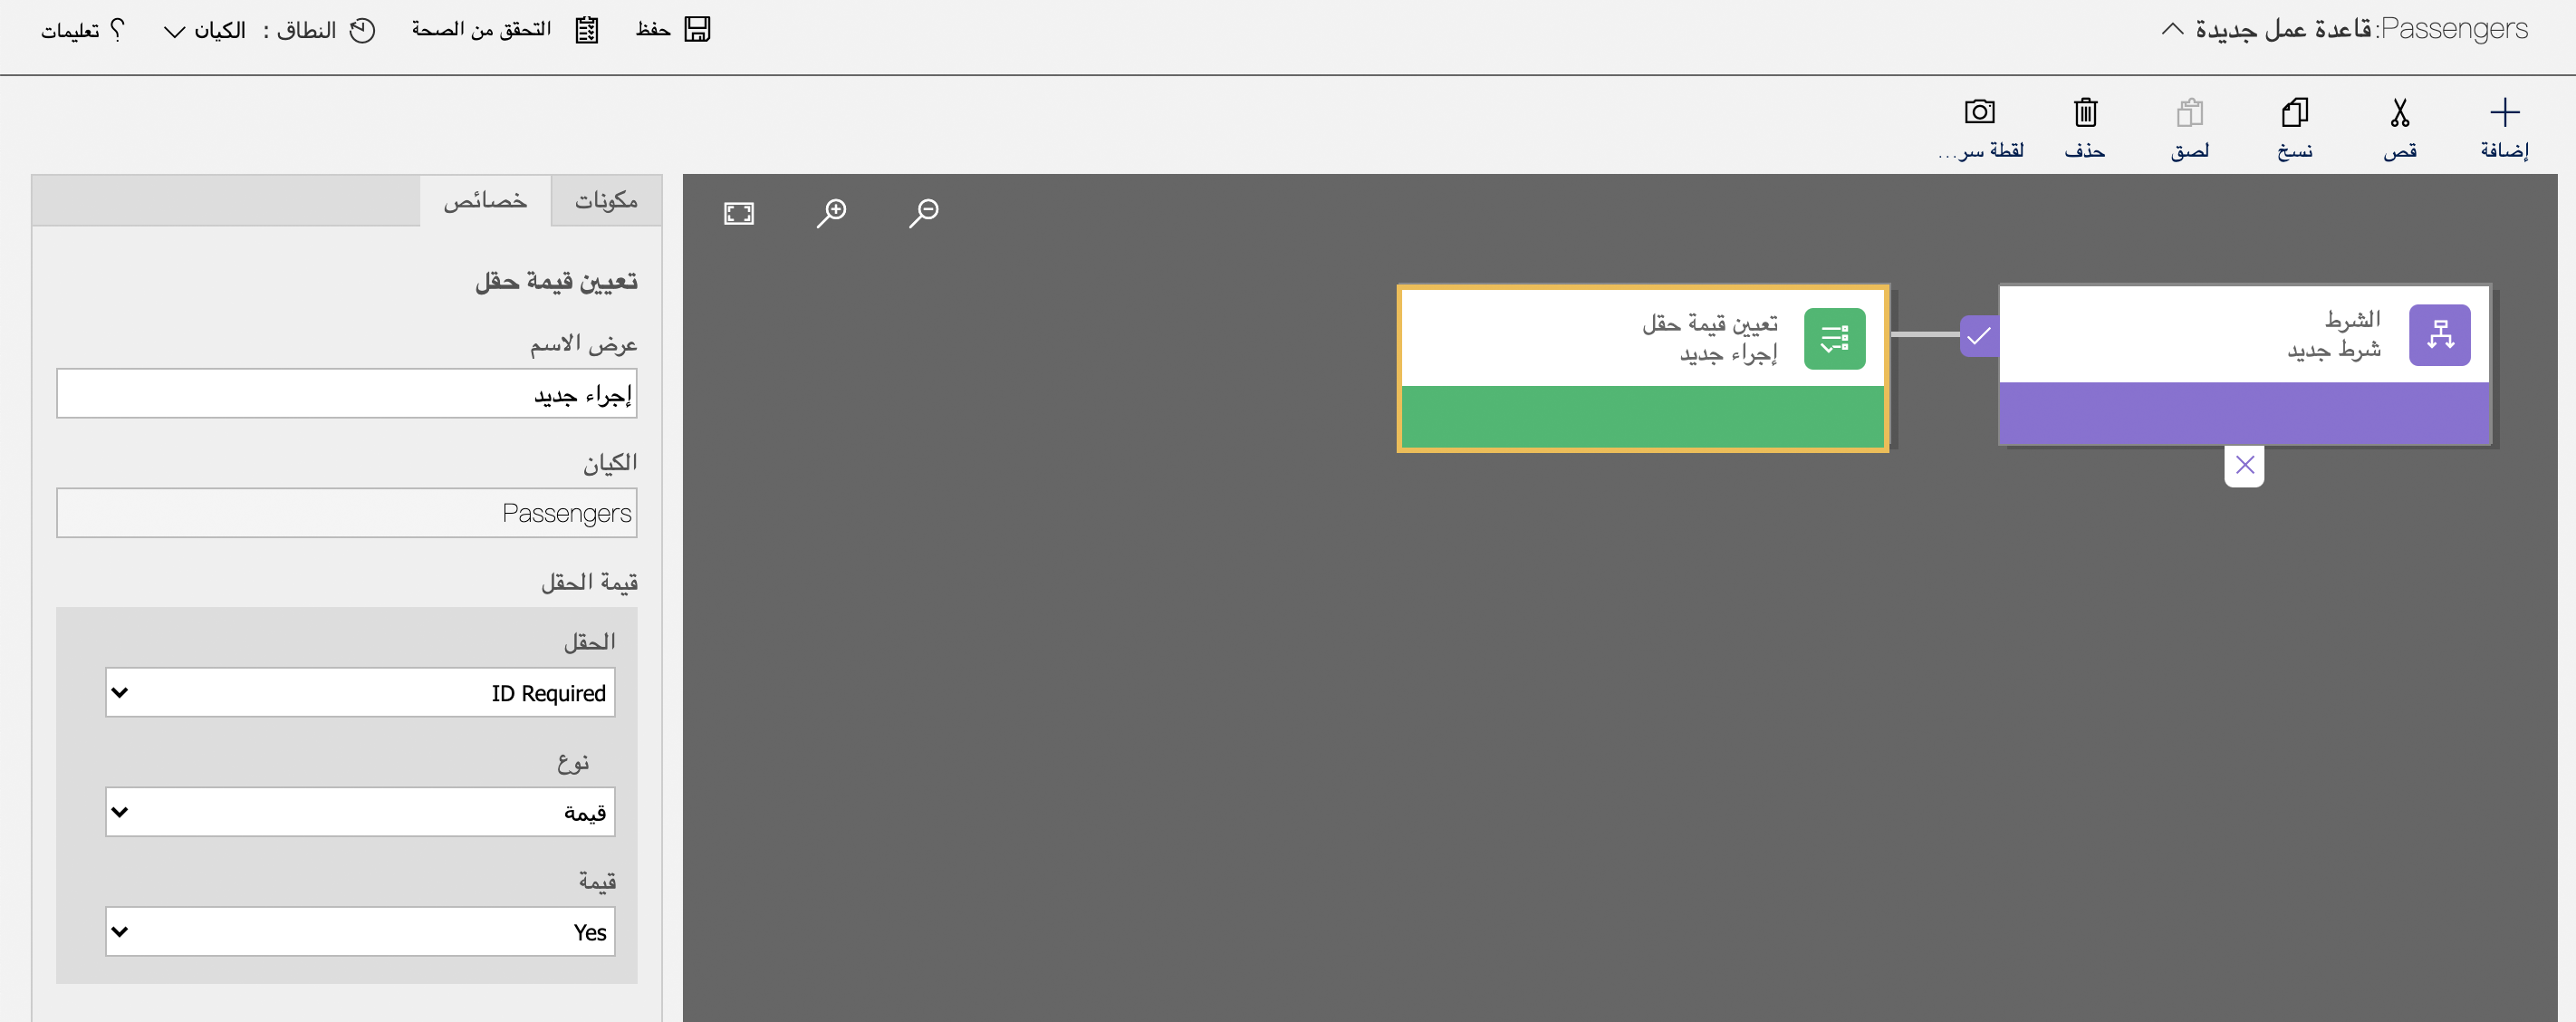 Passengers: قاعدة عمل جديدة
حفظ
التحقق من الصحة
النطاق : الكيان
تعليمات
إضافة
قص
نسخ
لصق
حذف
لقطة سر...
الشرط
شرط جديد
تعيين قيمة حقل
إجراء جديد
مكونات
خصائص
تعيين قيمة حقل
عرض الاسم
إجراء جديد
الكيان
Passengers
قيمة الحقل
الحقل
ID Required
نوع
قيمة
قيمة
Yes